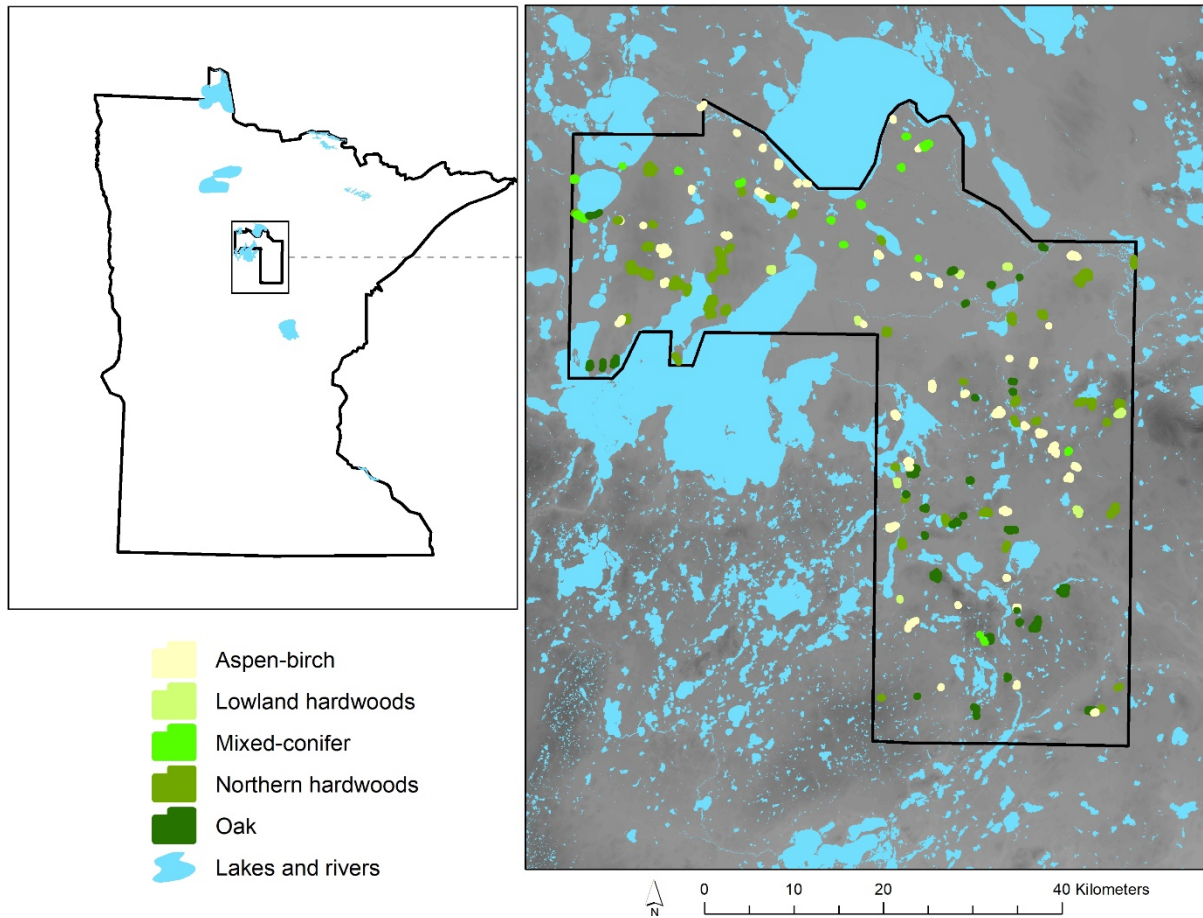 Aspen-birch
Lowland hardwoods
Mixed-conifer
Northern hardwoods
Oak
Lakes and rivers
N
0 10 20 40 Kilometers